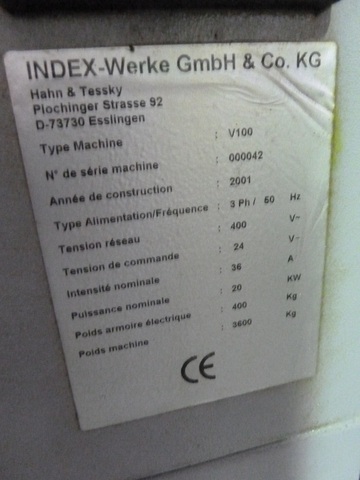 INDEX-Werke GmbH & Co. KG
Hahn & Tessky
Plochinger Strasse 92
D-73730 Esslingen
Type Machine : V100
N° de série machine : 000042
Année de construction : 2001
Type Alimentation/Fréquence : 3 Ph / 60 Hz
Tension réseau : 400 V~
Tension de commande : 24 V-
Intensité nominale : 36 A
Puissance nominale : 20 KW
Poids armoire électrique : 400 Kg
Poids machine : 3600 Kg
CE